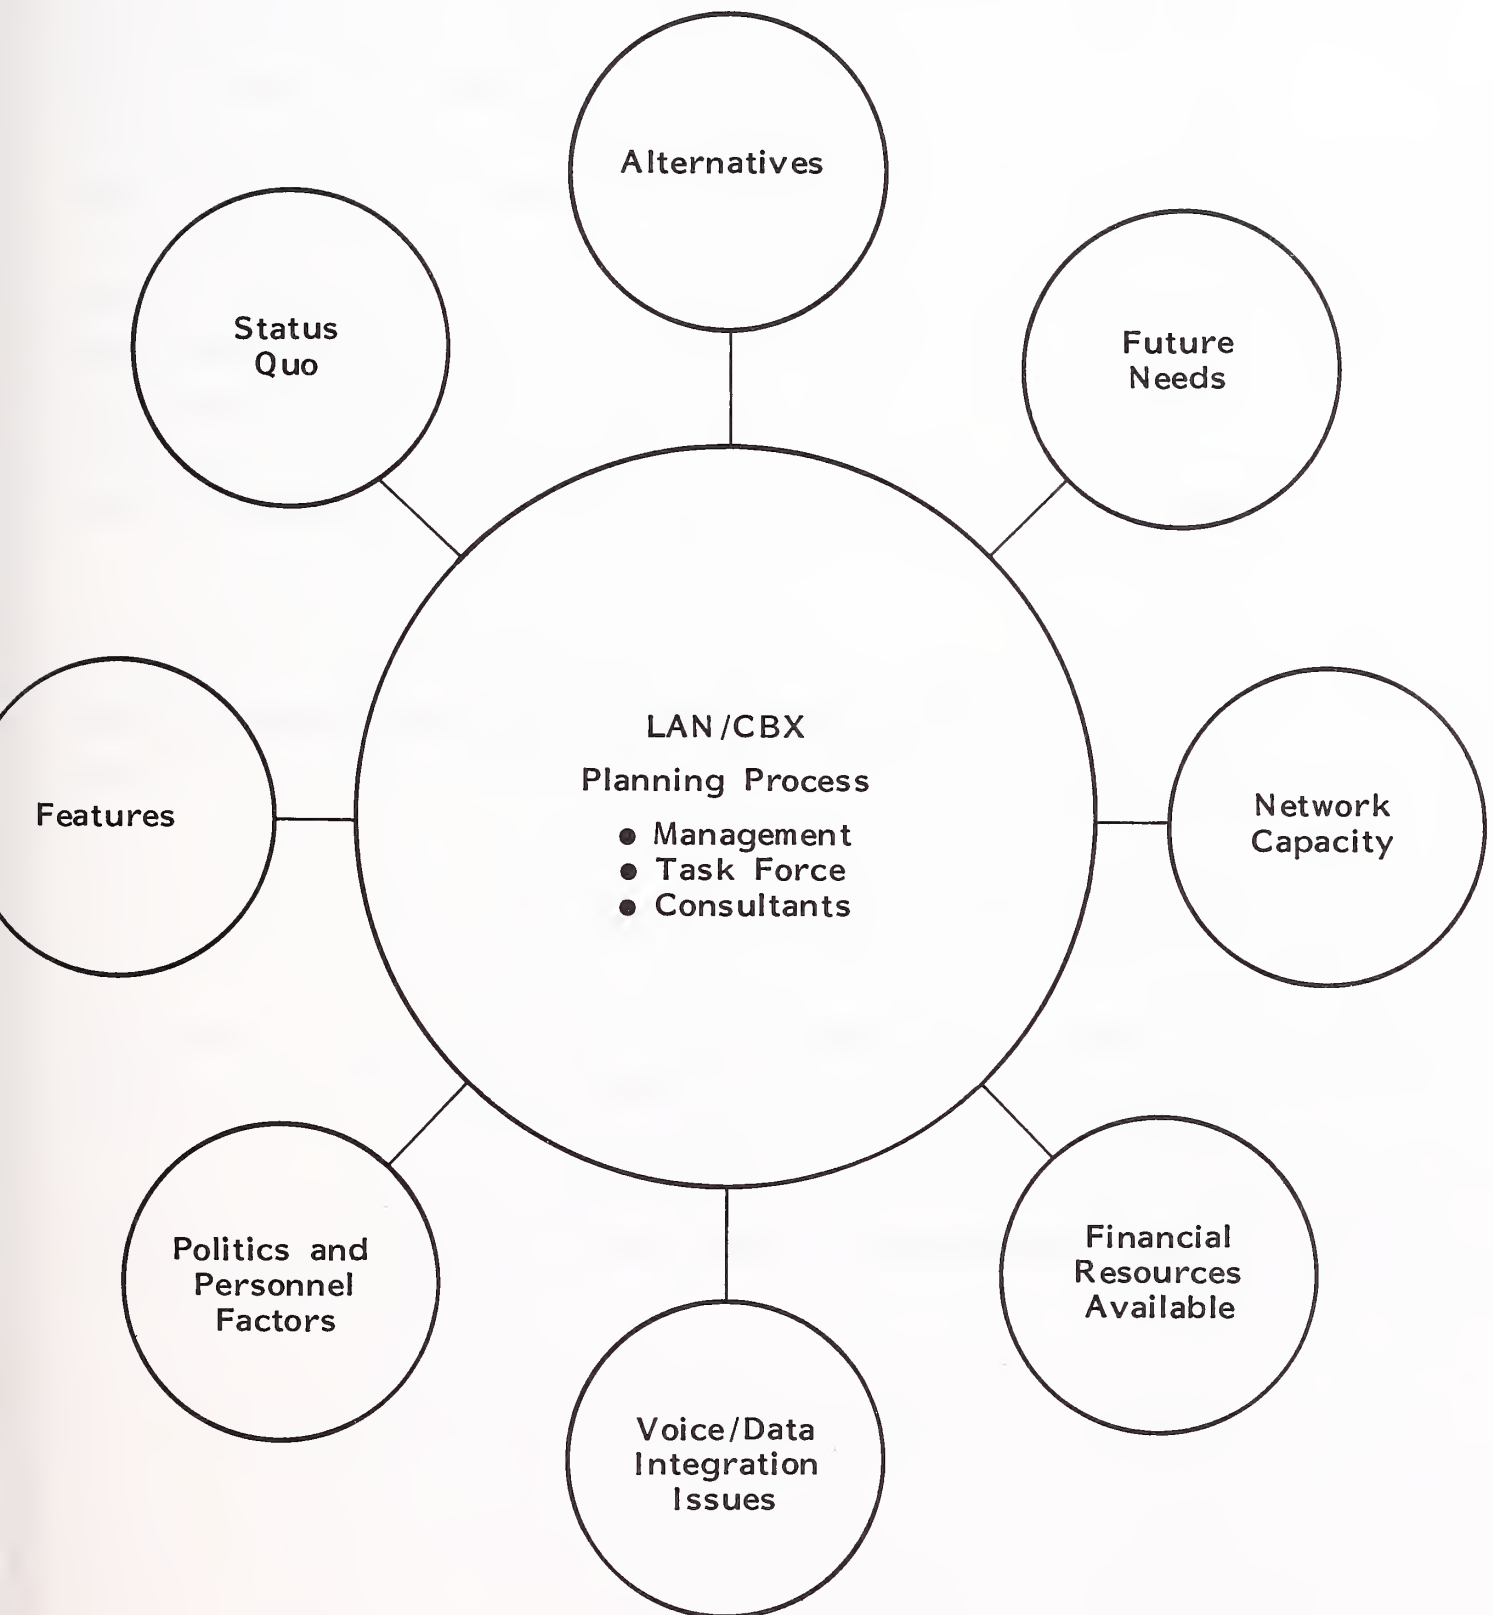 Alternatives
Status
Quo
Future
Needs
LAN/CBX
Planning Process
● Management
● Task Force
● Consultants
Features
Network
Capacity
Politics and
Personnel
Factors
Financial
Resources
Available
Voice/Data
Integration
Issues